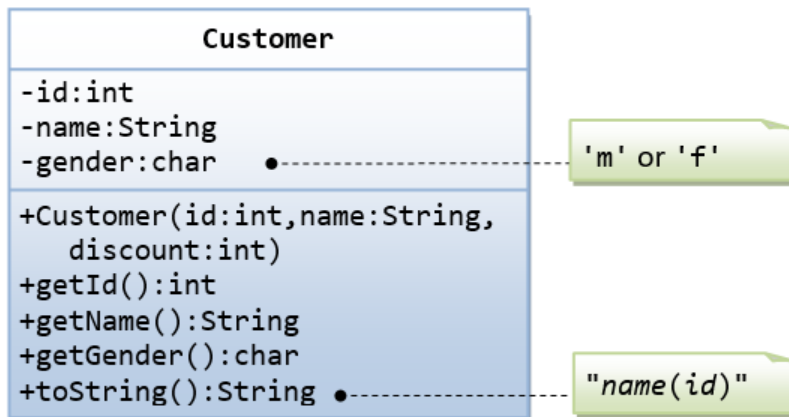 Customer
-id:int
-name:String
-gender:char
'm' or 'f'
+Customer(id:int,name:String,
discount:int)
+getId():int
+getName():String
+getGender():char
+toString():String
"name(id)"